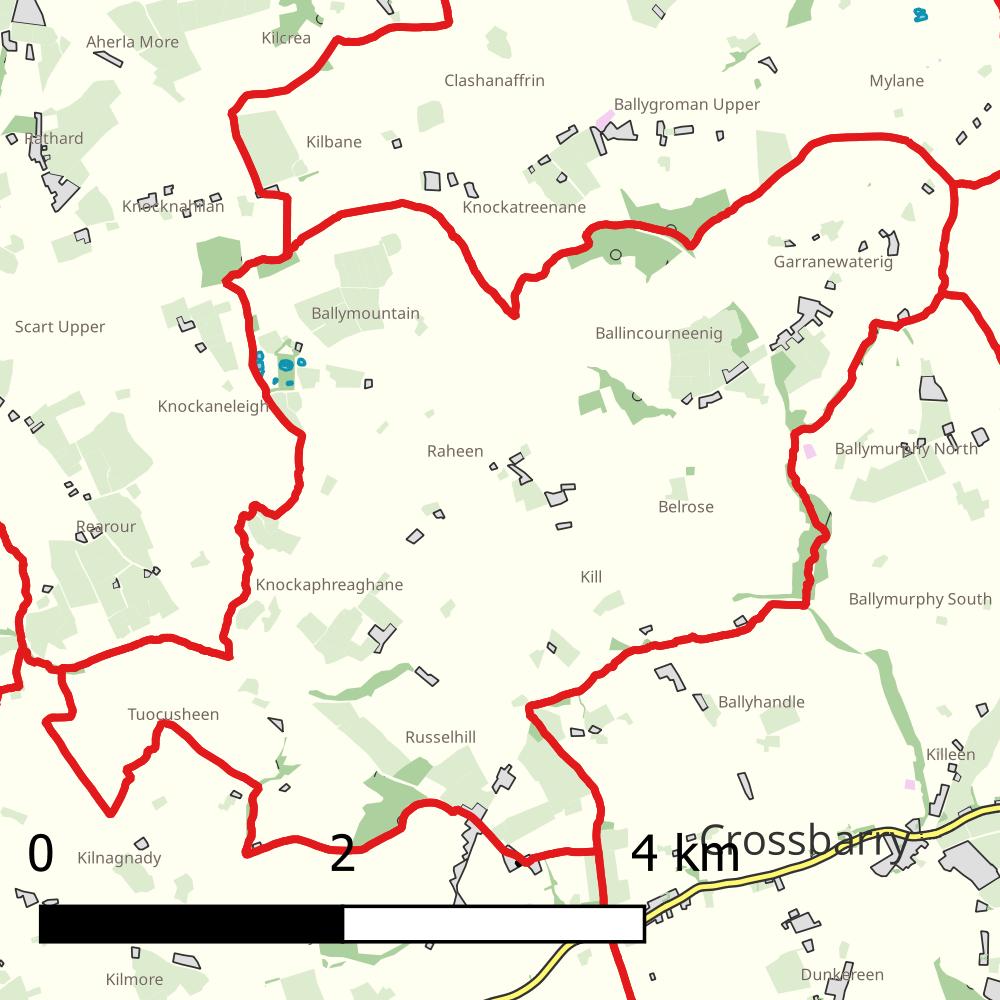 Aherla More
Kilcrea
Clashanaffrin
Mylane
Ballygroman Upper
Rathard
Kilbane
Knocknahilan
Knockatreenane
Garranewaterig
Ballymountain
Scart Upper
Ballincourneenig
Knockaneleigh
Raheen
Ballymurphy North
Belrose
Rearour
Kill
Knockaphreaghane
Ballymurphy South
Ballyhandle
Tuocusheen
Russelhill
Killeen
Crossbarry
0 2 4 km
Kilnagnady
Kilmore
Dunkereen